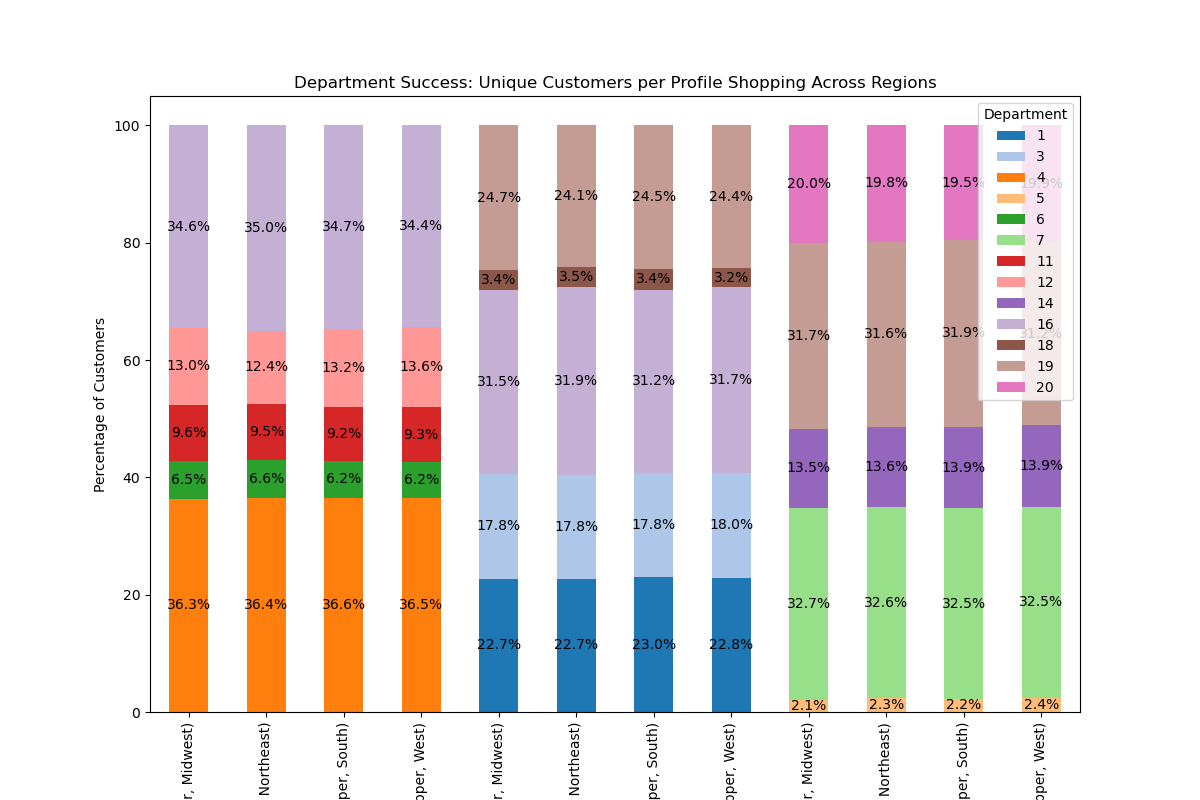 Department Success: Unique Customers per Profile Shopping Across Regions
Percentage of Customers
100
80
60
40
20
0
34.6% 35.0% 34.7% 34.4% 24.7% 24.1% 24.5% 24.4% 20.0% 19.8% 19.5% 19.9%
13.0% 12.4% 13.2% 13.6% 3.4% 3.5% 3.4% 3.2% 31.7% 31.6% 31.9% 31.2%
9.6% 9.5% 9.2% 9.3% 31.5% 31.9% 31.2% 31.7% 13.5% 13.6% 13.9% 13.9%
6.5% 6.6% 6.2% 6.2% 17.8% 17.8% 17.8% 18.0% 32.7% 32.6% 32.5% 32.5%
36.3% 36.4% 36.6% 36.5% 22.7% 22.7% 23.0% 22.8% 2.1% 2.3% 2.2% 2.4%
Department
1
3
4
5
6
7
11
12
14
16
18
19
20
r, Midwest)
Northeast)
per, South)
pper, West)
r, Midwest)
Northeast)
per, South)
pper, West)
r, Midwest)
Northeast)
per, South)
pper, West)